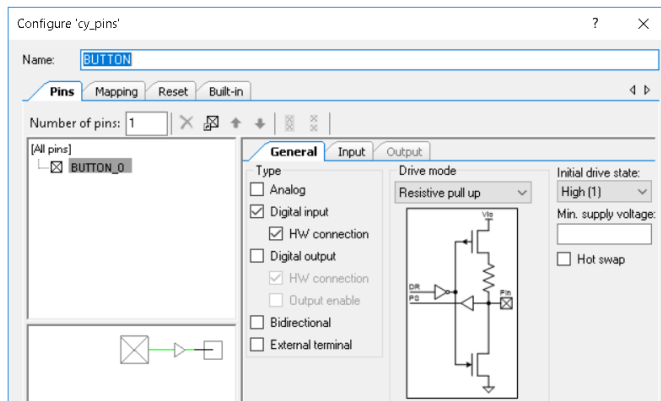 Configure 'cy_pins'
?
Name: BUTTON
Pins Mapping Reset Built-in
Number of pins: 1
[All pins]
BUTTON_0
General Input Output
Type
Analog
Digital input
HW connection
Digital output
HW connection
Output enable
Bidirectional
External terminal
Drive mode
Resistive pull up
Vio
DR
PS
Pin
Initial drive state:
High (1)
Min. supply voltage:
Hot swap